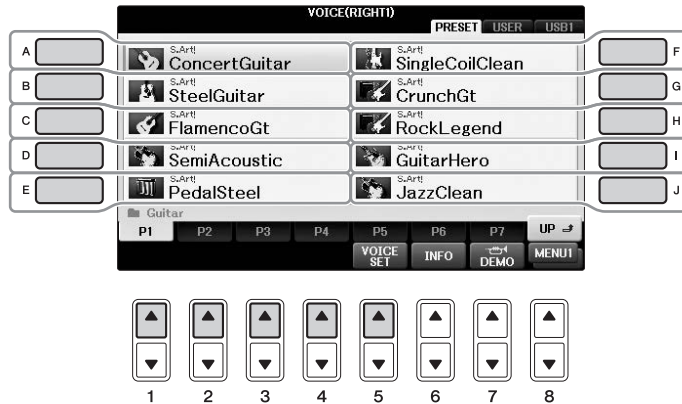 VOICE(RIGHT1)
PRESET USER USB1
A S.Art! ConcertGuitar S.Art! SingleCoilClean F
B S.Art! SteelGuitar S.Art! CrunchGt G
C S.Art! FlamencoGt S.Art! RockLegend H
D S.Art! SemiAcoustic S.Art! GuitarHero I
E S.Art! PedalSteel S.Art! JazzClean J
Guitar
P1 P2 P3 P4 P5 P6 P7 UP
VOICE SET INFO DEMO MENU1
1 2 3 4 5 6 7 8